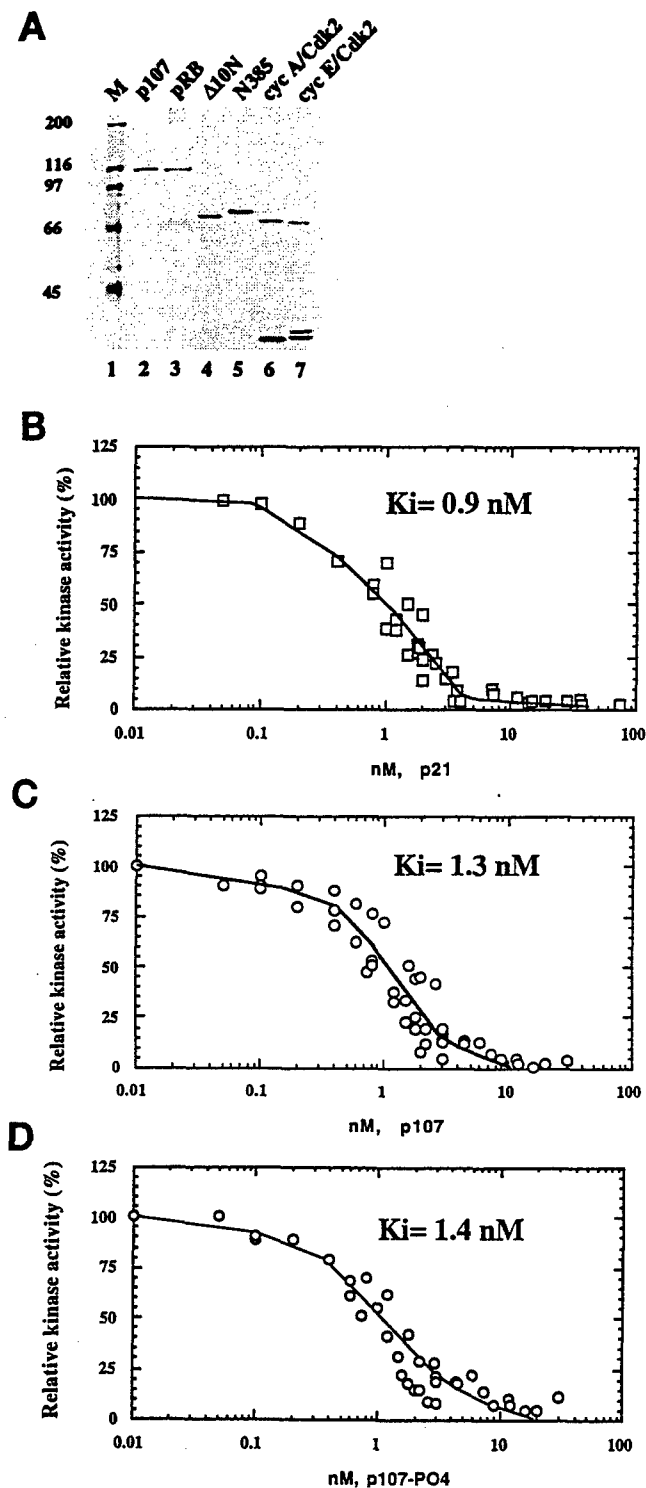 A
M p107 pRB Δ10N N385 cyc A/Cdk2 cyc E/Cdk2
200
116
97
66
45
1 2 3 4 5 6 7
B
Relative kinase activity (%)
125
100
75
50
25
0
Ki= 0.9 nM
0.01 0.1 1 10 100
nM, p21
C
Relative kinase activity (%)
125
100
75
50
25
0
Ki= 1.3 nM
0.01 0.1 1 10 100
nM, p107
D
Relative kinase activity (%)
125
100
75
50
25
0
Ki= 1.4 nM
0.01 0.1 1 10 100
nM, p107-PO4